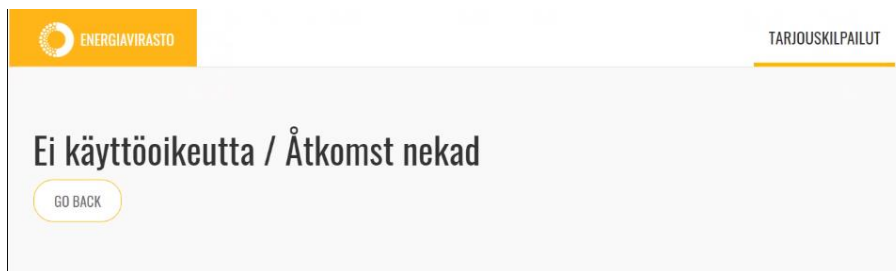 ENERGIAVIRASTO
TARJOUSKILPAILUT
Ei käyttöoikeutta / Åtkomst nekad
GO BACK